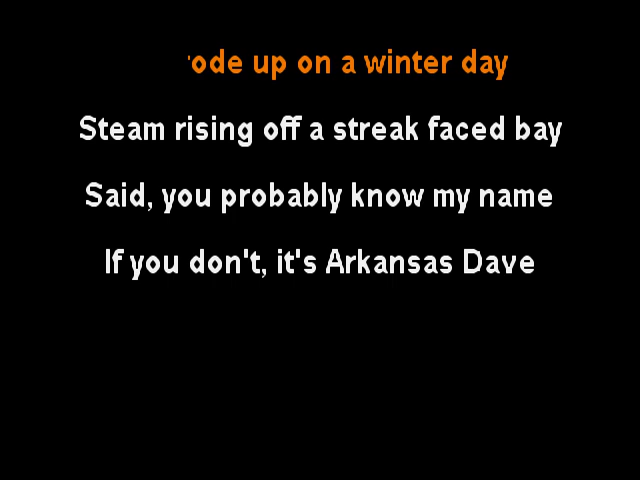 ode up on a winter day
Steam rising off a streak faced bay
Said, you probably know my name
If you don't, it's Arkansas Dave